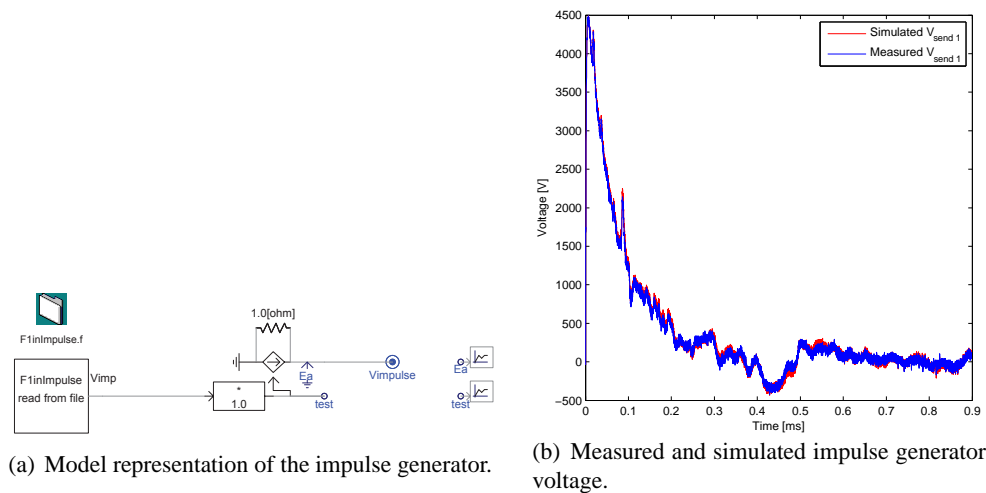 F1inImpulse.f
F1inImpulse
read from file
Vimp
*
1.0
1.0[ohm]
Ea
test
Vimpulse
Ea
test
(a) Model representation of the impulse generator.
4500
4000
3500
3000
2500
2000
1500
1000
500
0
−500
Voltage [V]
0 0.1 0.2 0.3 0.4 0.5 0.6 0.7 0.8 0.9
Time [ms]
Simulated V send 1
Measured V send 1
(b) Measured and simulated impulse generator
voltage.